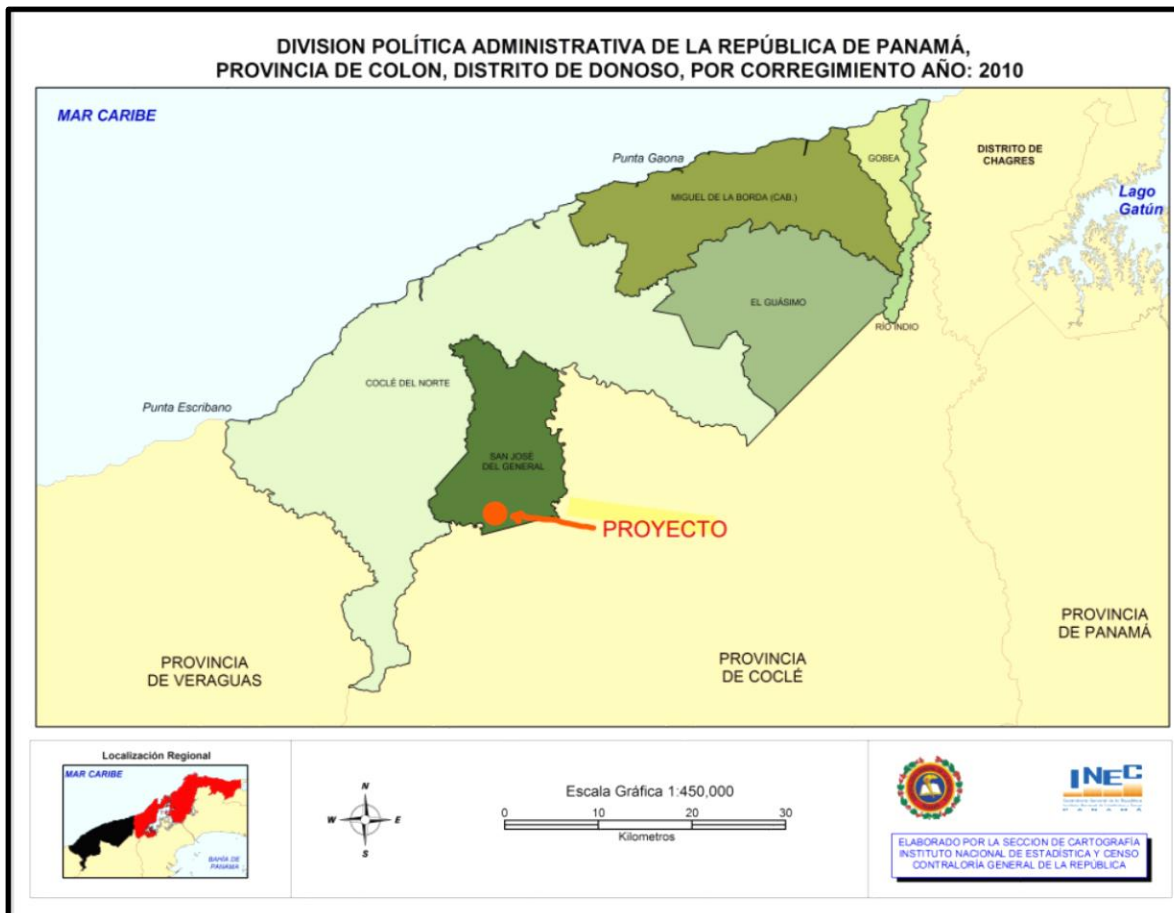 DIVISION POLÍTICA ADMINISTRATIVA DE LA REPÚBLICA DE PANAMÁ,
PROVINCIA DE COLON, DISTRITO DE DONOSO, POR CORREGIMIENTO AÑO: 2010
MAR CARIBE
Punta Gaona
GOBEA
DISTRITO DE
CHAGRES
Lago
Gatún
MIGUEL DE LA BORDA (CAB.)
EL GUÁSIMO
RÍO INDIO
COCLÉ DEL NORTE
Punta Escribano
SAN JOSÉ
DEL GENERAL
PROYECTO
PROVINCIA
DE PANAMÁ
PROVINCIA
DE VERAGUAS
PROVINCIA
DE COCLÉ
Localización Regional
MAR CARIBE
BAHÍA DE
PANAMA
N
W
E
S
Escala Gráfica 1:450,000
0 10 20 30
Kilometros
INEC
PANAMÁ
ELABORADO POR LA SECCION DE CARTOGRAFÍA
INSTITUTO NACIONAL DE ESTADÍSTICA Y CENSO
CONTRALORÍA GENERAL DE LA REPÚBLICA